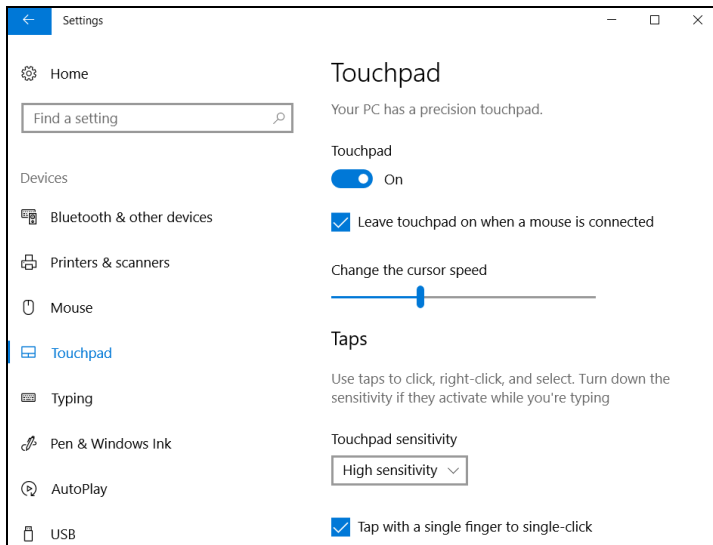 Settings
Home
Find a setting
Devices
Bluetooth & other devices
Printers & scanners
Mouse
Touchpad
Typing
Pen & Windows Ink
AutoPlay
USB
Touchpad
Your PC has a precision touchpad.
Touchpad
On
Leave touchpad on when a mouse is connected
Change the cursor speed
Taps
Use taps to click, right-click, and select. Turn down the
sensitivity if they activate while you're typing
Touchpad sensitivity
High sensitivity
Tap with a single finger to single-click